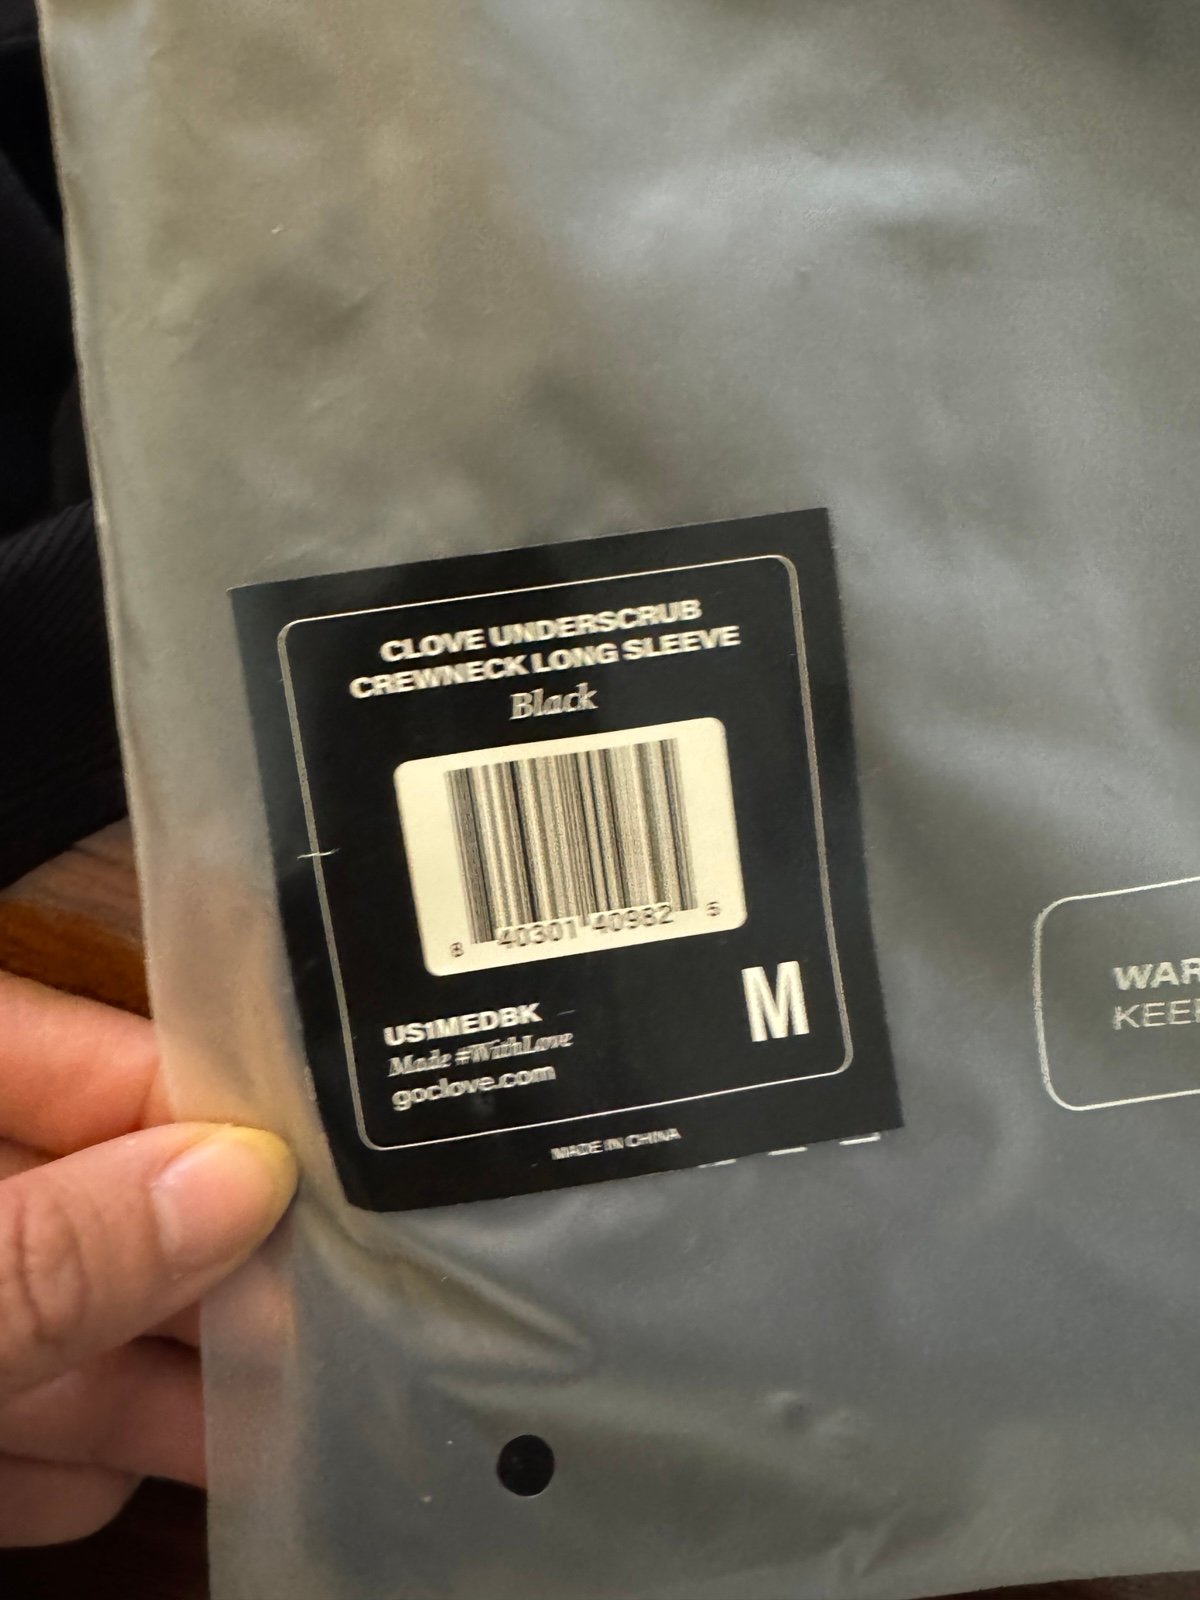 CLOVE UNDERSCRUB
CREWNECK LONG SLEEVE
Black
8 40301 40982 5
US1MEDBK
Made #WithLove
goclove.com
M
MADE IN CHINA
WAR
KEE